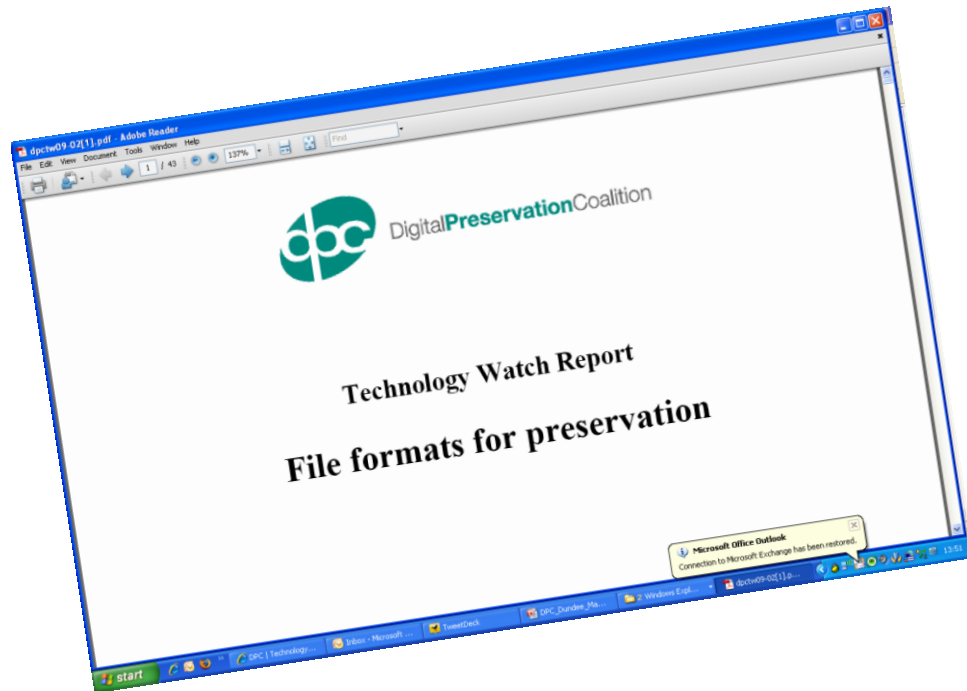 dpctw09-02[1].pdf - Adobe Reader
File Edit View Document Tools Window Help
1 / 43 137% Find
dpc DigitalPreservationCoalition
Technology Watch Report
File formats for preservation
Microsoft Office Outlook
Connection to Microsoft Exchange has been restored.
start DPC | Technology... Inbox - Microsoft ... TweetDeck DPC_Dundee_Ma... 2 Windows Expl... dpctw09-02[1].p... 13:51